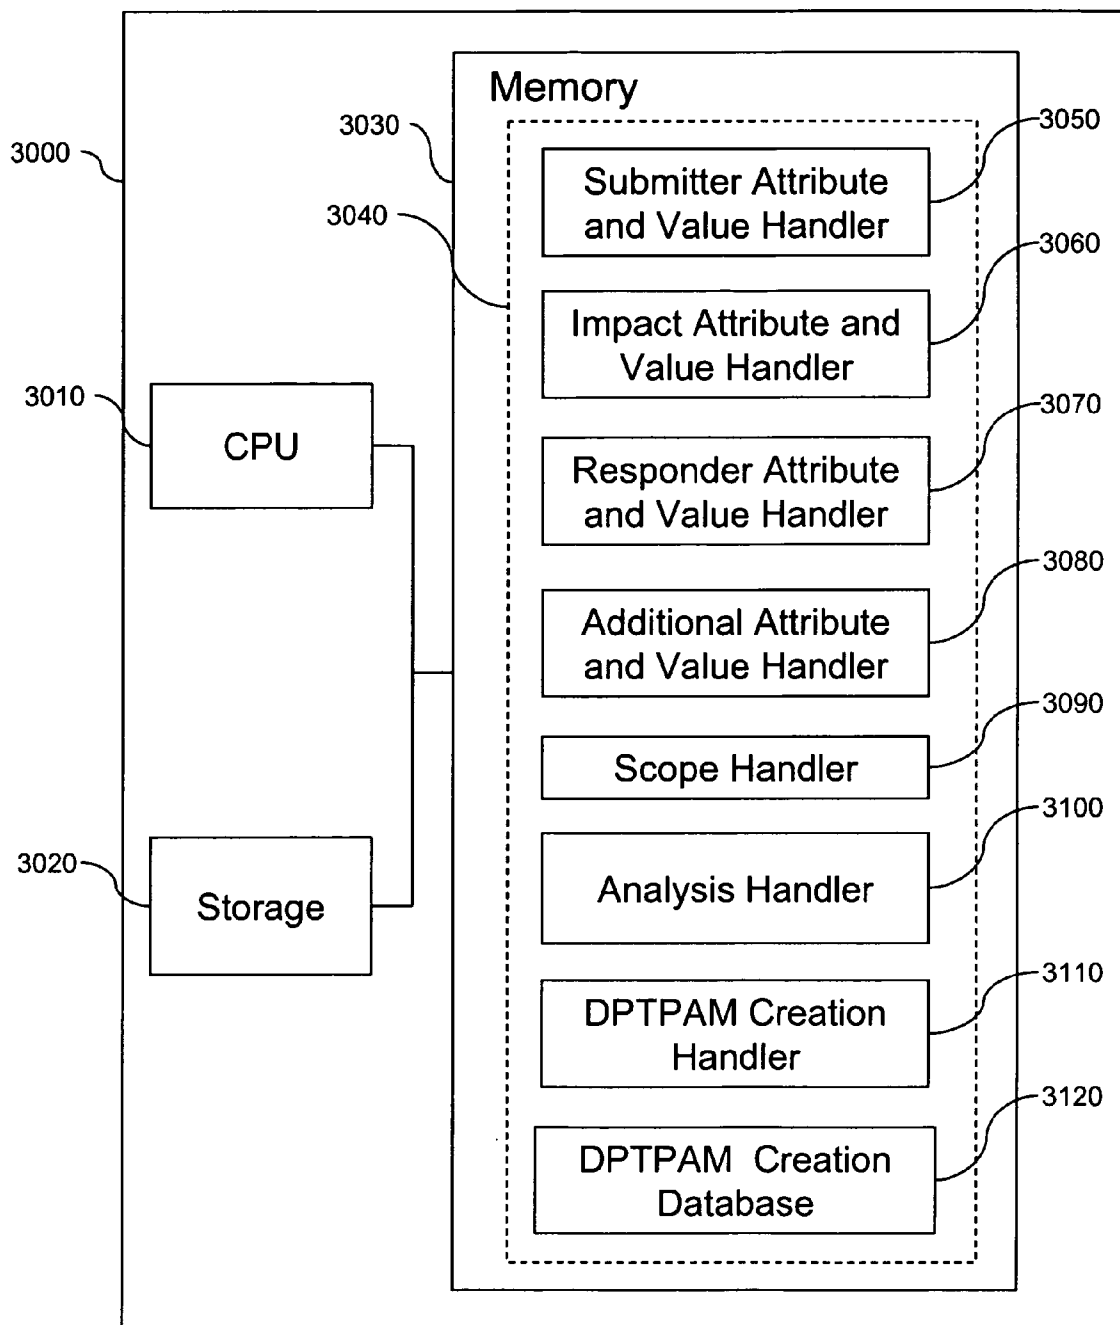 Memory
3000
3030
3040
3050
Submitter Attribute
and Value Handler
3060
Impact Attribute and
Value Handler
3010
CPU
3070
Responder Attribute
and Value Handler
3080
Additional Attribute
and Value Handler
3090
Scope Handler
3020
Storage
3100
Analysis Handler
3110
DPTPAM Creation
Handler
3120
DPTPAM Creation
Database